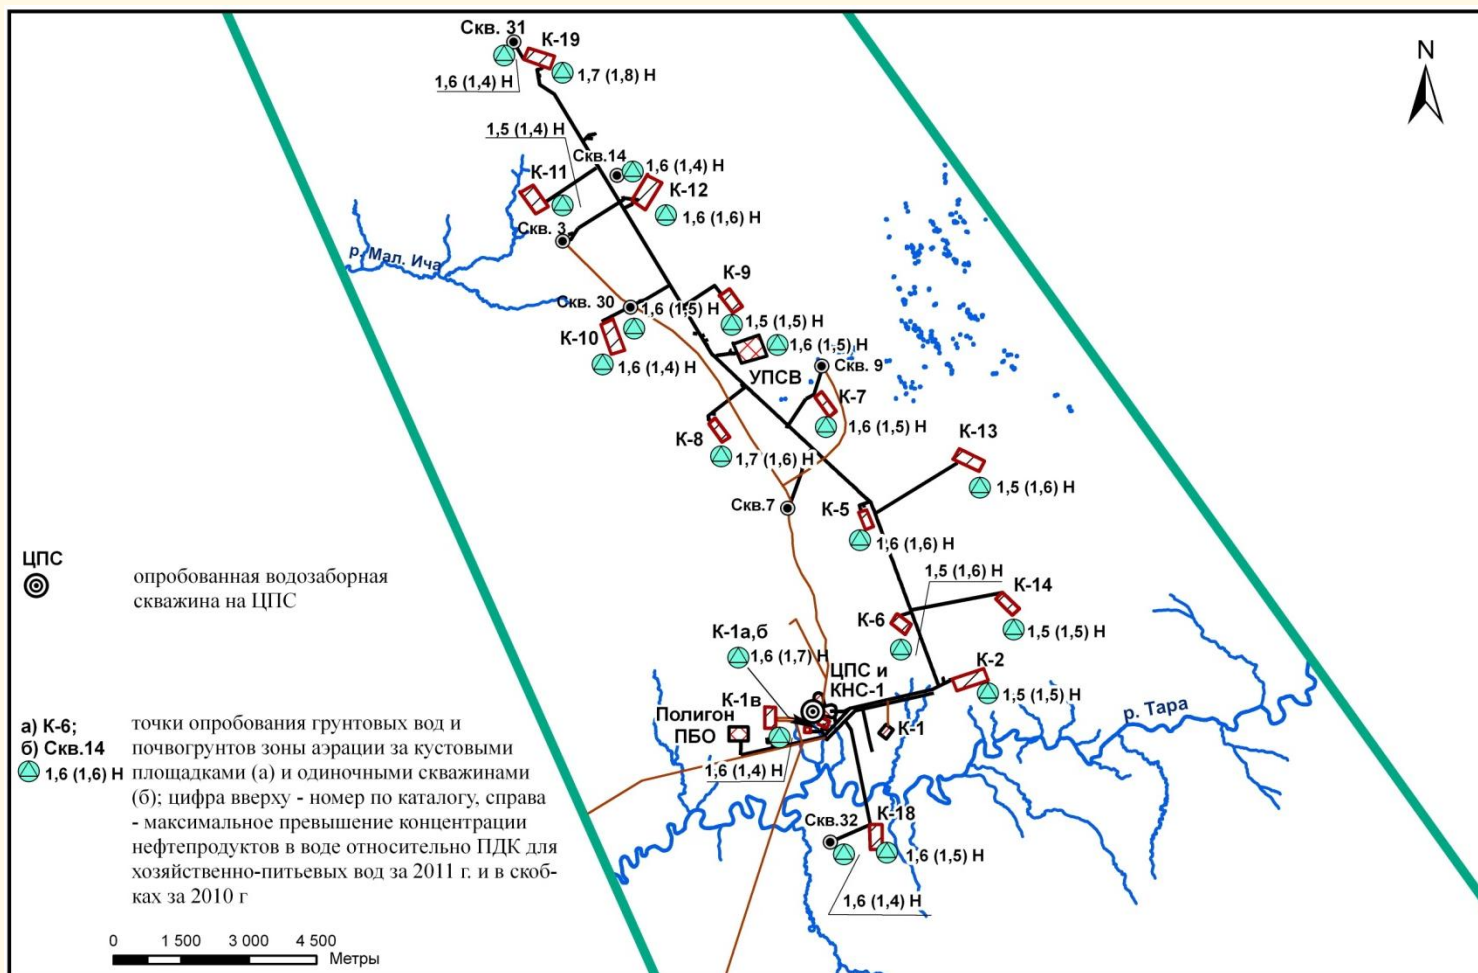 Скв. 31
К-19
1,6 (1,4) Н
1,7 (1,8) Н
N
1,5 (1,4) Н
Скв.14
1,6 (1,4) Н
К-11
К-12
1,6 (1,6) Н
Скв. 3
р. Мал. Ича
К-9
Скв. 30
1,6 (1,5) Н
1,5 (1,5) Н
К-10
1,6 (1,5) Н
1,6 (1,4) Н
УПСВ
Скв. 9
К-7
К-8
1,6 (1,5) Н
К-13
1,7 (1,6) Н
1,5 (1,6) Н
Скв.7
К-5
1,6 (1,6) Н
1,5 (1,6) Н
К-14
К-6
1,5 (1,5) Н
К-1а,б
1,6 (1,7) Н
ЦПС и
КНС-1
К-2
1,5 (1,5) Н
К-1в
Полигон
ПБО
К-1
р. Тара
1,6 (1,4) Н
Скв.32
К-18
1,6 (1,5) Н
1,6 (1,4) Н
ЦПС
опробованная водозаборная
скважина на ЦПС
а) К-6;
б) Скв.14
1,6 (1,6) Н
точки опробования грунтовых вод и
почвогрунтов зоны аэрации за кустовыми
площадками (а) и одиночными скважинами
(б); цифра вверху - номер по каталогу, справа
- максимальное превышение концентрации
нефтепродуктов в воде относительно ПДК для
хозяйственно-питьевых вод за 2011 г. и в скоб-
ках за 2010 г
0 1 500 3 000 4 500
Метры